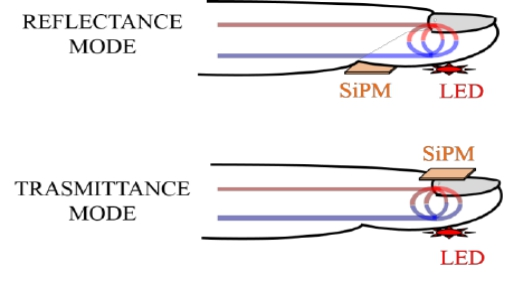 REFLECTANCE
MODE
SiPM
LED
SiPM
TRASMITTANCE
MODE
LED